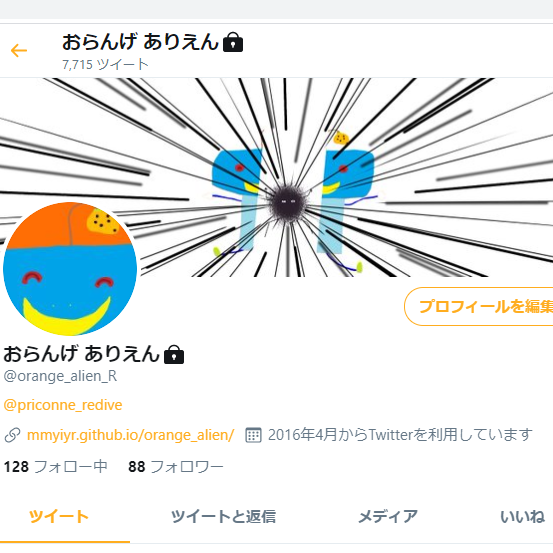 おらんげ ありえん
7,715 ツイート
プロフィールを編集
おらんげ ありえん
@orange_alien_R
@priconne_redive
mmyiyr.github.io/orange_alien/ 2016年4月からTwitterを利用しています
128 フォロー中 88 フォロワー
ツイート ツイートと返信 メディア いいね